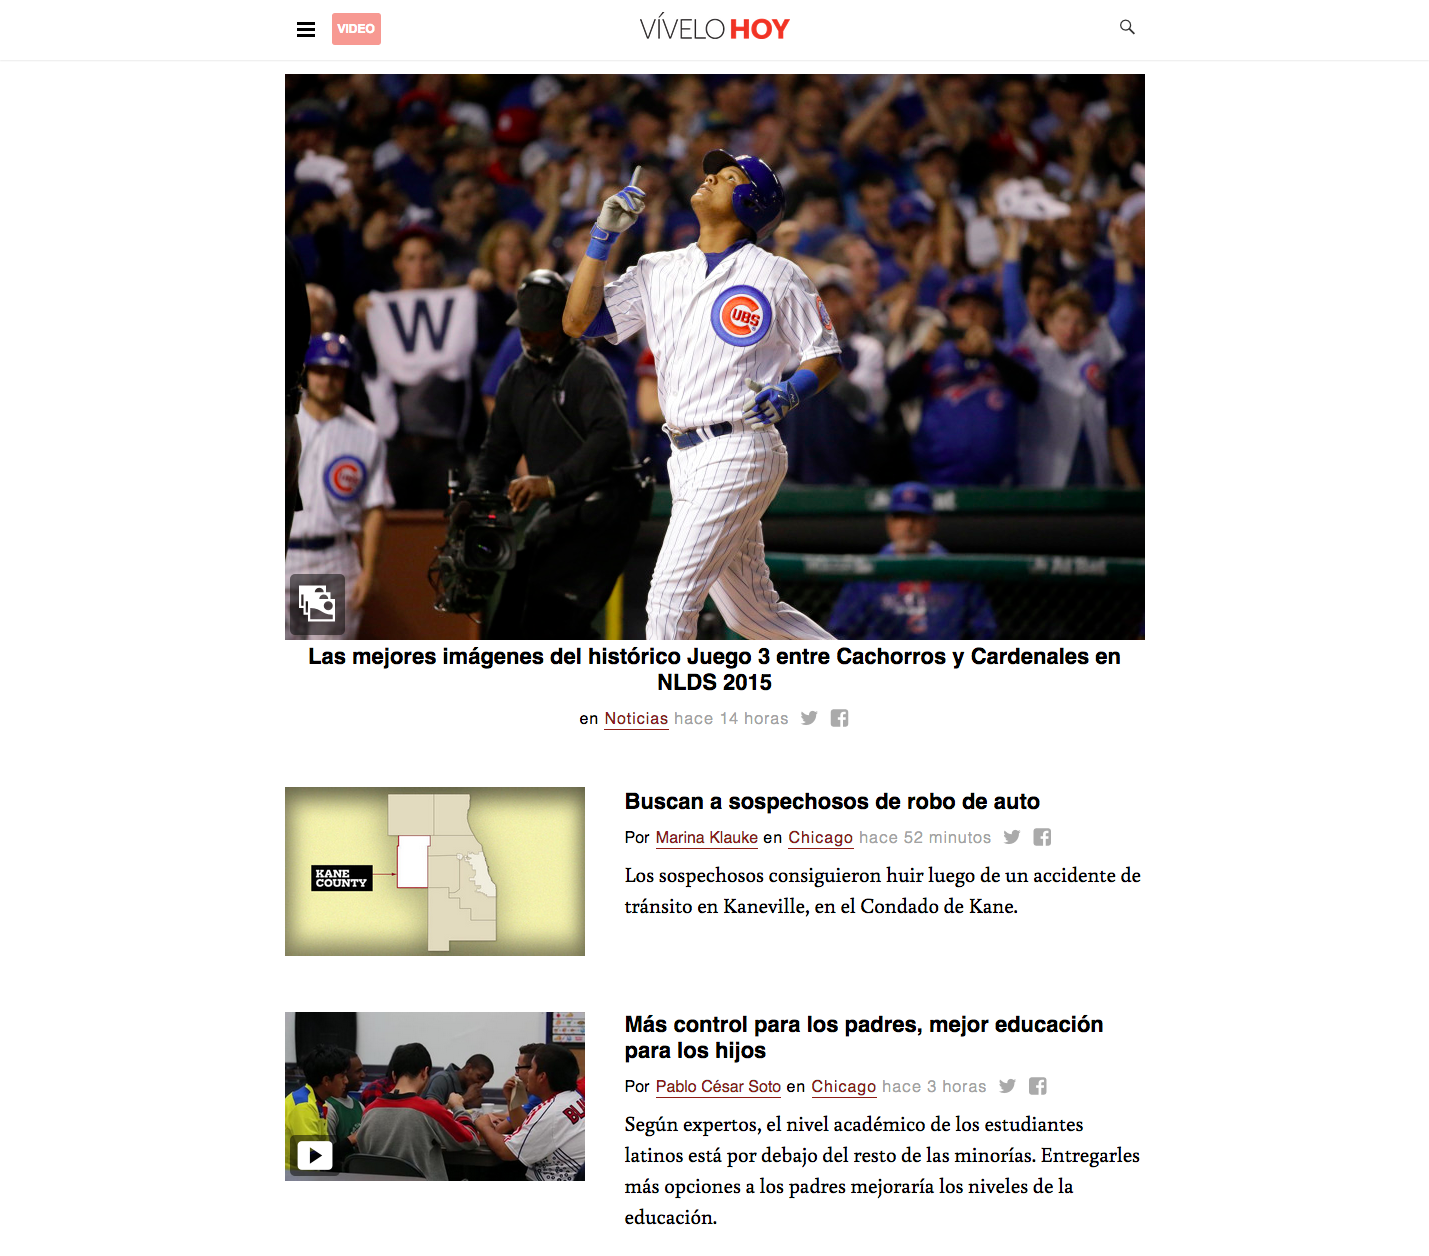 VIDEO
VÍVELO HOY
W
CUBS
At Bat
Las mejores imágenes del histórico Juego 3 entre Cachorros y Cardenales en
NLDS 2015
en Noticias hace 14 horas
Buscan a sospechosos de robo de auto
Por Marina Klauke en Chicago hace 52 minutos
KANE
COUNTY
Los sospechosos consiguieron huir luego de un accidente de
tránsito en Kaneville, en el Condado de Kane.
Más control para los padres, mejor educación
para los hijos
Por Pablo César Soto en Chicago hace 3 horas
Según expertos, el nivel académico de los estudiantes
latinos está por debajo del resto de las minorías. Entregarles
más opciones a los padres mejoraría los niveles de la
educación.